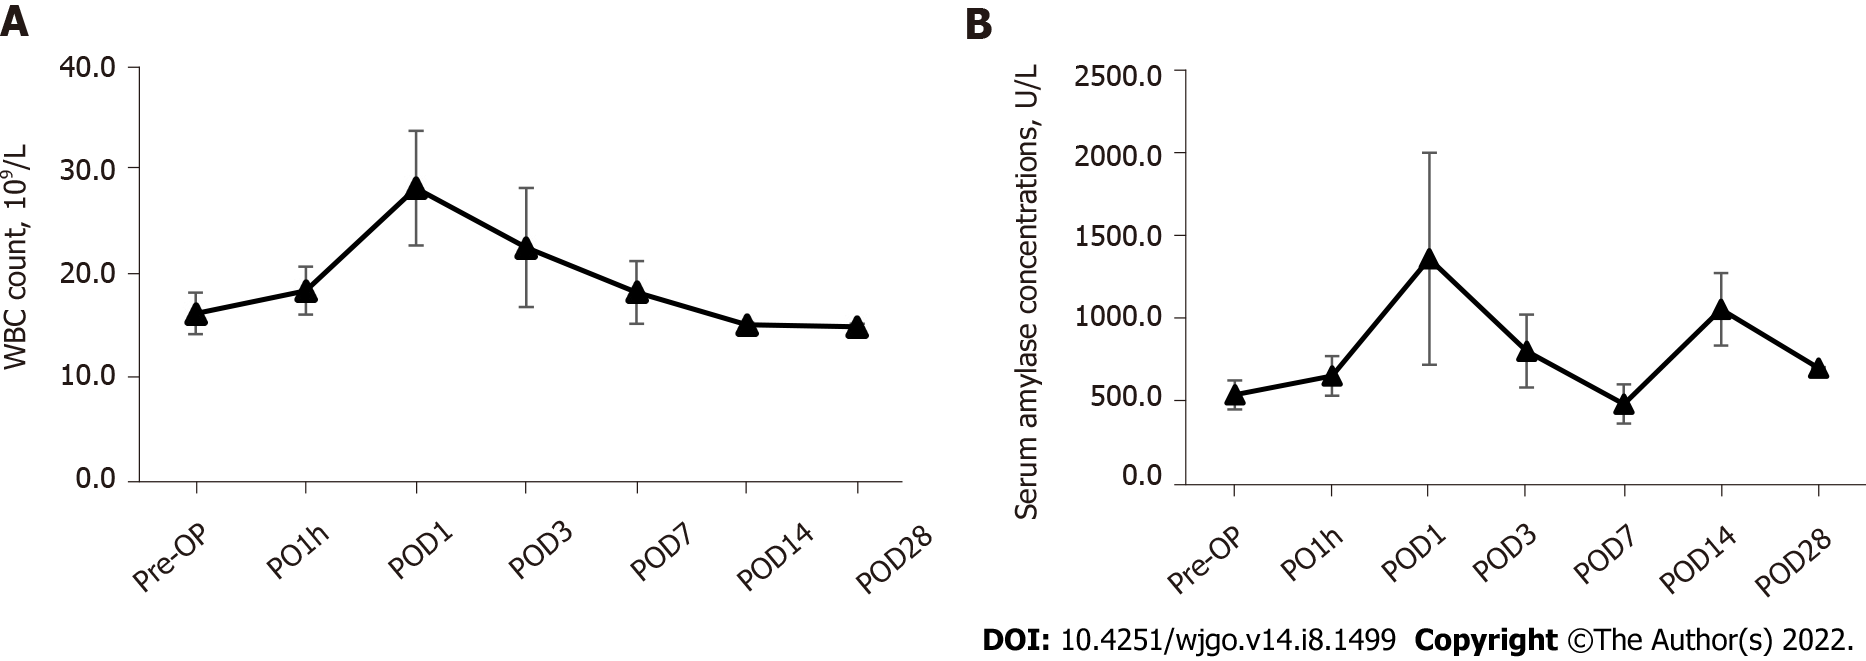 A
WBC count, 10⁹/L
40.0
30.0
20.0
10.0
0.0
Pre-OP
PO1h
POD1
POD3
POD7
POD14
POD28
B
Serum amylase concentrations, U/L
2500.0
2000.0
1500.0
1000.0
500.0
0.0
Pre-OP
PO1h
POD1
POD3
POD7
POD14
POD28
DOI: 10.4251/wjgo.v14.i8.1499 Copyright ©The Author(s) 2022.